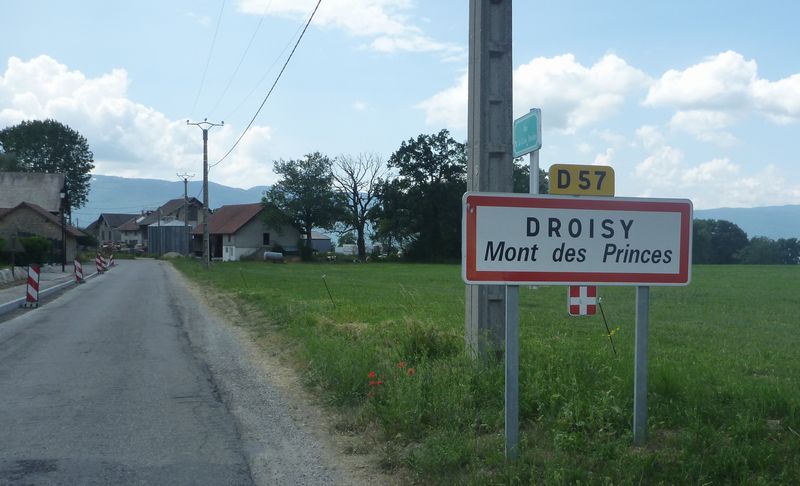 D 57
DROISY
Mont des Princes